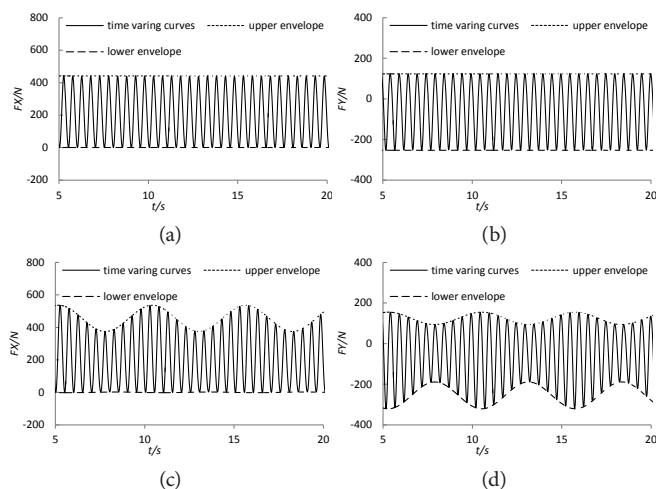 800
600
400
200
0
-200
FX/N
time varing curves
upper envelope
lower envelope
5
10
15
20
t/s
(a)
400
200
0
-200
-400
FY/N
time varing curves
upper envelope
lower envelope
5
10
15
20
t/s
(b)
800
600
400
200
0
-200
FX/N
time varing curves
upper envelope
lower envelope
5
10
15
20
t/s
(c)
400
200
0
-200
-400
FY/N
time varing curves
upper envelope
lower envelope
5
10
15
20
t/s
(d)